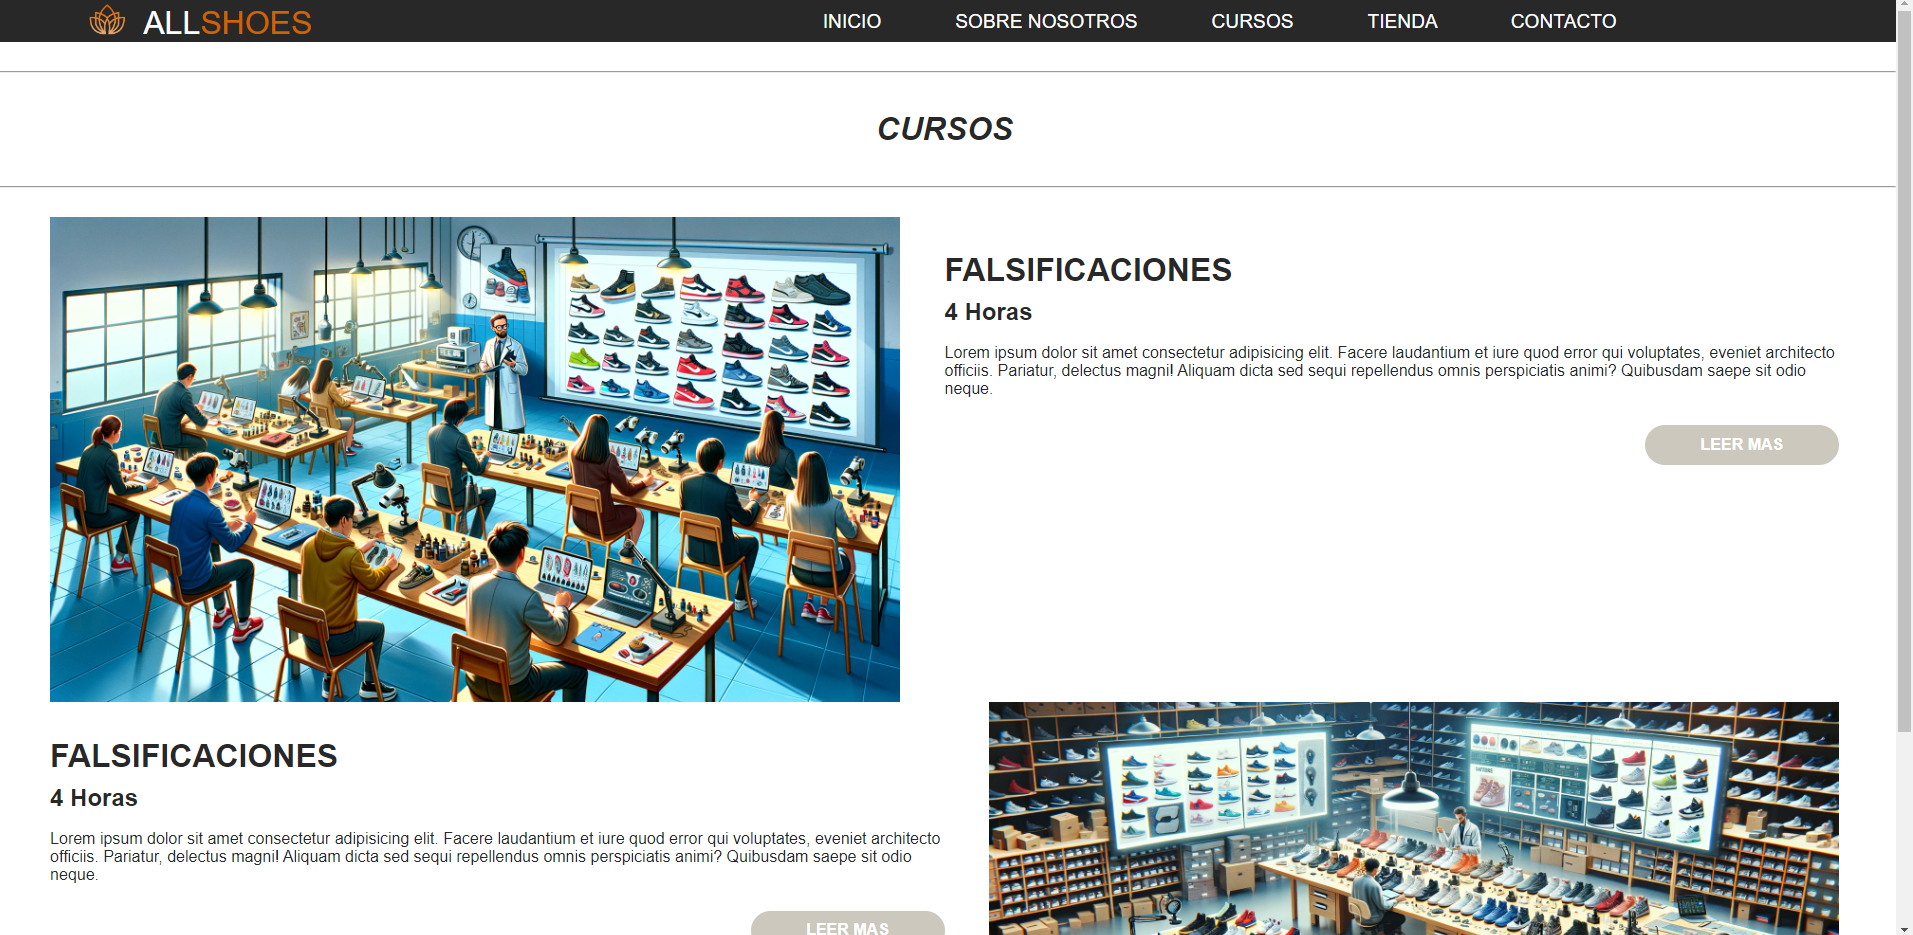 ALLSHOES
INICIO SOBRE NOSOTROS CURSOS TIENDA CONTACTO
CURSOS
FALSIFICACIONES
4 Horas
Lorem ipsum dolor sit amet consectetur adipisicing elit. Facere laudantium et iure quod error qui voluptates, eveniet architecto
officiis. Pariatur, delectus magni! Aliquam dicta sed sequi repellendus omnis perspiciatis animi? Quibusdam saepe sit odio
neque.
LEER MAS
FALSIFICACIONES
4 Horas
Lorem ipsum dolor sit amet consectetur adipisicing elit. Facere laudantium et iure quod error qui voluptates, eveniet architecto
officiis. Pariatur, delectus magni! Aliquam dicta sed sequi repellendus omnis perspiciatis animi? Quibusdam saepe sit odio
neque.
LEER MAS